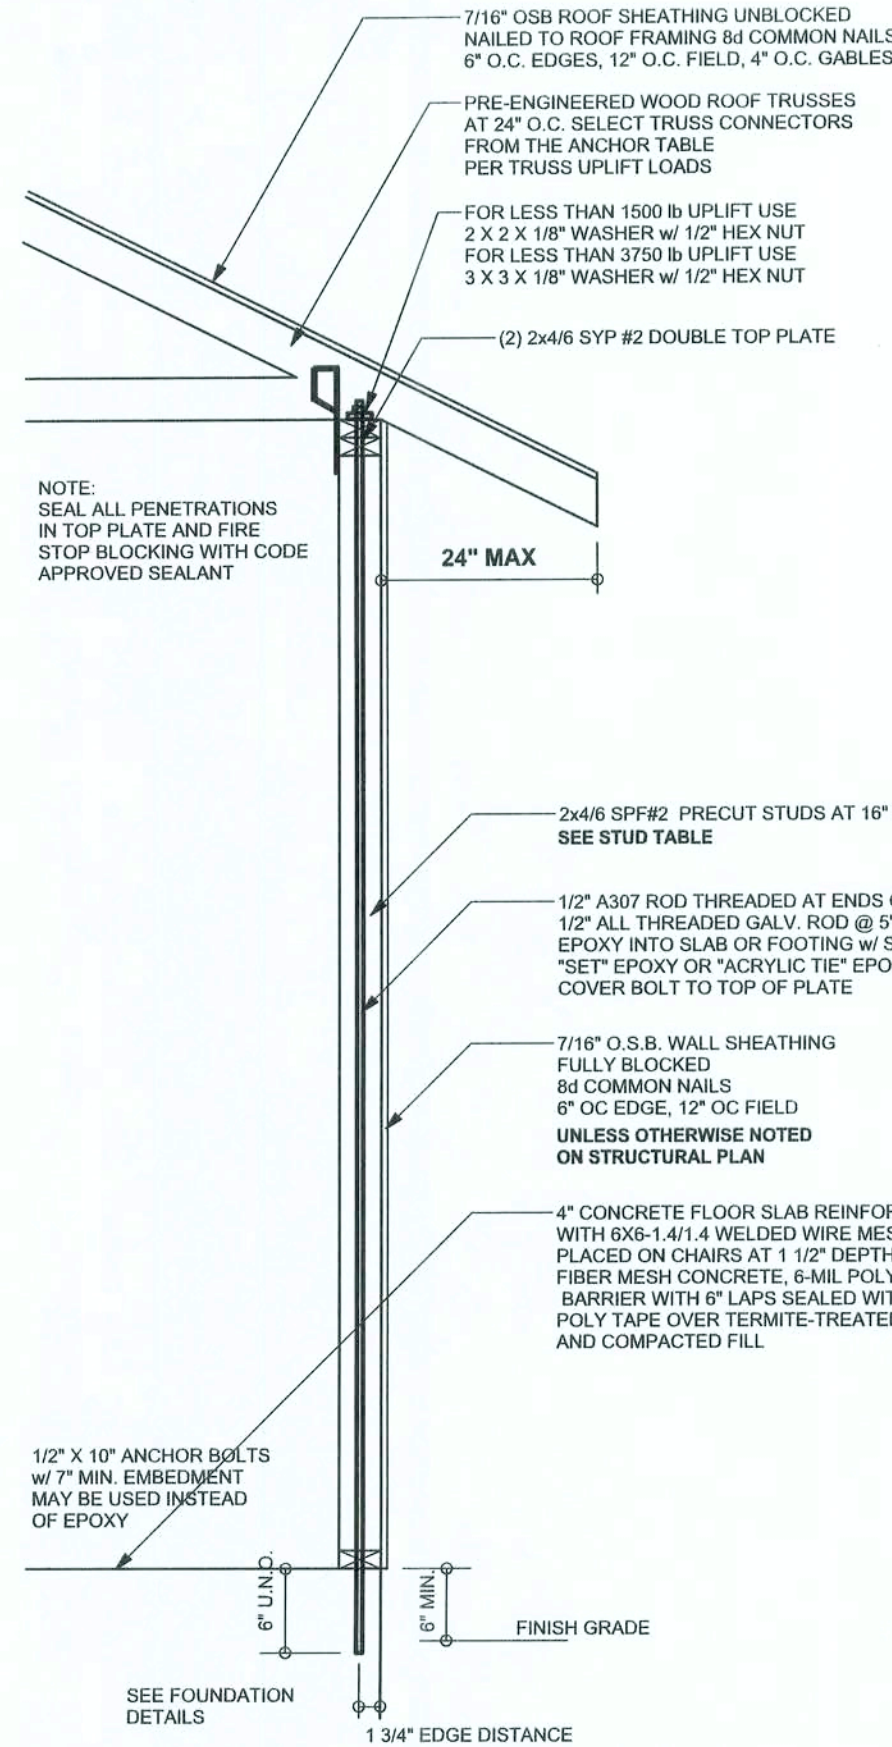 7/16" OSB ROOF SHEATHING UNBLOCKED
NAILED TO ROOF FRAMING 8d COMMON NAILS
6" O.C. EDGES, 12" O.C. FIELD, 4" O.C. GABLES
PRE-ENGINEERED WOOD ROOF TRUSSES
AT 24" O.C. SELECT TRUSS CONNECTORS
FROM THE ANCHOR TABLE
PER TRUSS UPLIFT LOADS
FOR LESS THAN 1500 lb UPLIFT USE
2 X 2 X 1/8" WASHER w/ 1/2" HEX NUT
FOR LESS THAN 3750 lb UPLIFT USE
3 X 3 X 1/8" WASHER w/ 1/2" HEX NUT
(2) 2x4/6 SYP #2 DOUBLE TOP PLATE
NOTE:
SEAL ALL PENETRATIONS
IN TOP PLATE AND FIRE
STOP BLOCKING WITH CODE
APPROVED SEALANT
24" MAX
2x4/6 SPF#2 PRECUT STUDS AT 16"
SEE STUD TABLE
1/2" A307 ROD THREADED AT ENDS
1/2" ALL THREADED GALV. ROD @ 5'
EPOXY INTO SLAB OR FOOTING w/ S
"SET" EPOXY OR "ACRYLIC TIE" EPO
COVER BOLT TO TOP OF PLATE
7/16" O.S.B. WALL SHEATHING
FULLY BLOCKED
8d COMMON NAILS
6" OC EDGE, 12" OC FIELD
UNLESS OTHERWISE NOTED
ON STRUCTURAL PLAN
4" CONCRETE FLOOR SLAB REINFOR
WITH 6X6-1.4/1.4 WELDED WIRE MES
PLACED ON CHAIRS AT 1 1/2" DEPTH
FIBER MESH CONCRETE, 6-MIL POLY
BARRIER WITH 6" LAPS SEALED WIT
POLY TAPE OVER TERMITE-TREATED
AND COMPACTED FILL
1/2" X 10" ANCHOR BOLTS
w/ 7" MIN. EMBEDMENT
MAY BE USED INSTEAD
OF EPOXY
6" U.N.O.
6" MIN.
FINISH GRADE
SEE FOUNDATION
DETAILS
1 3/4" EDGE DISTANCE